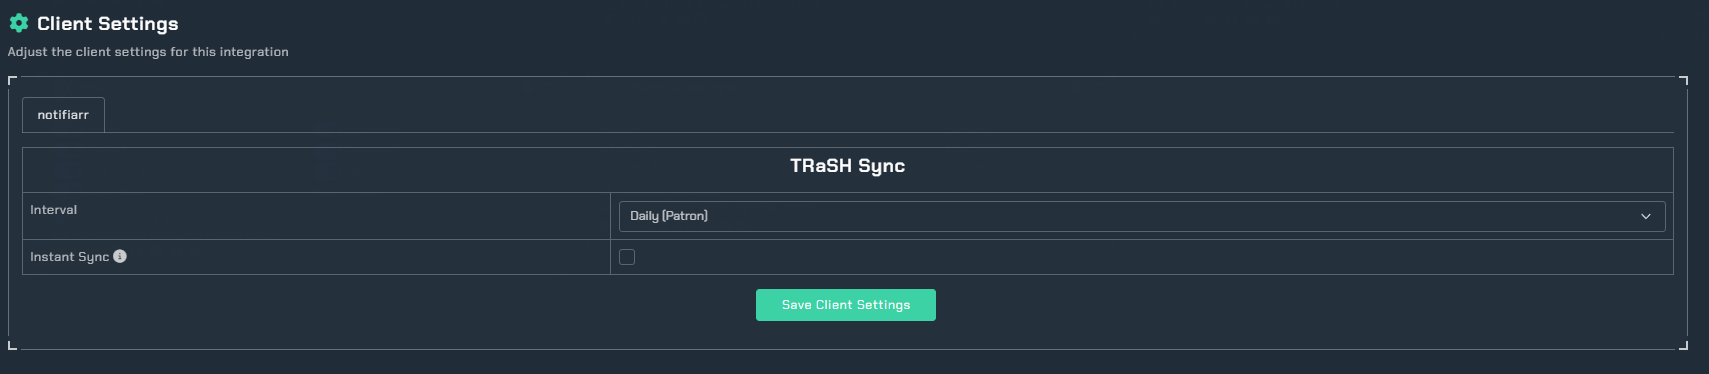 Client Settings
Adjust the client settings for this integration
notifiarr
TRaSH Sync
Interval
Daily (Patron)
Instant Sync
Save Client Settings